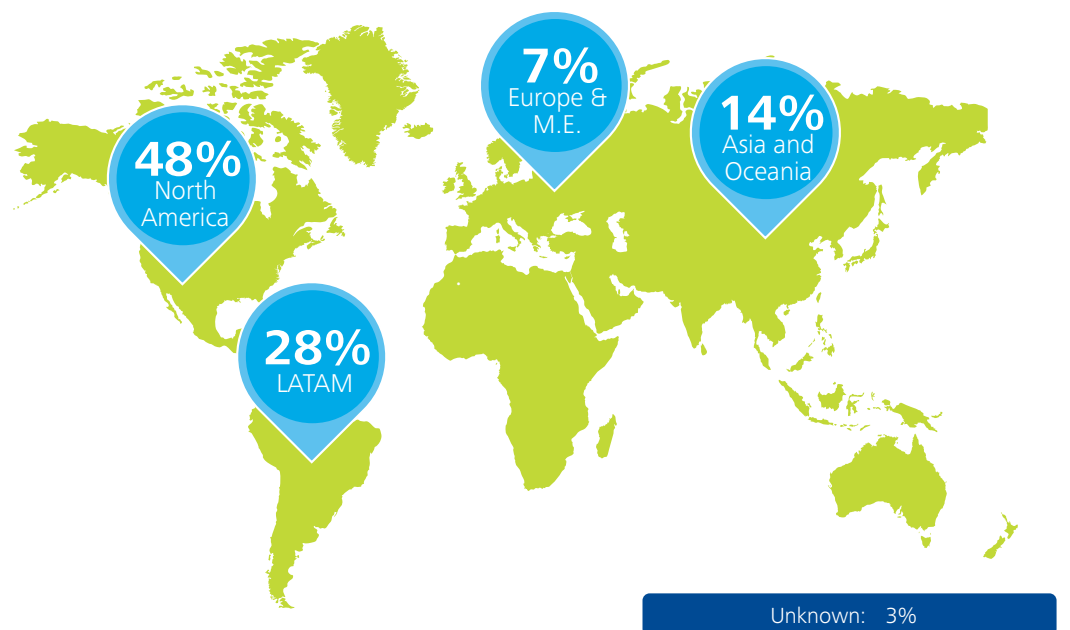 48%
North
America
28%
LATAM
7%
Europe &
M.E.
14%
Asia and
Oceania
Unknown: 3%